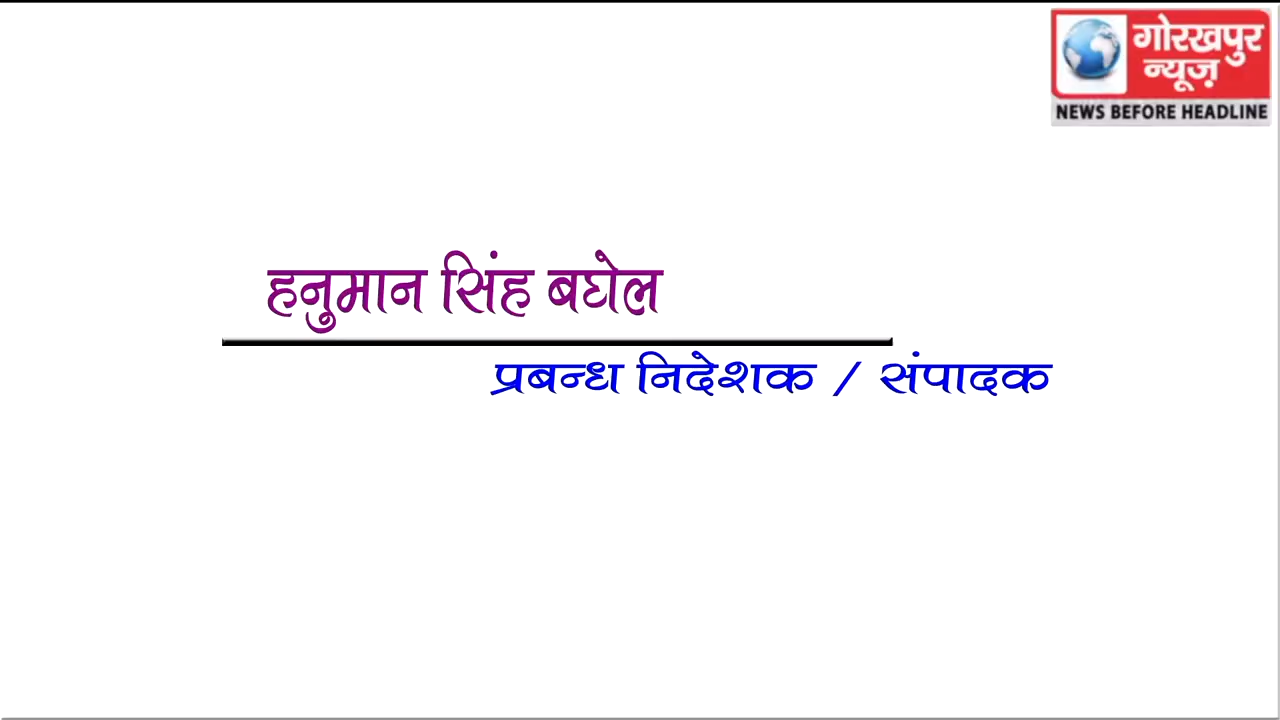 गोरखपुर
न्यूज़
NEWS BEFORE HEADLINE
हनुमान सिंह बघेल
प्रबन्ध निदेशक / संपादक